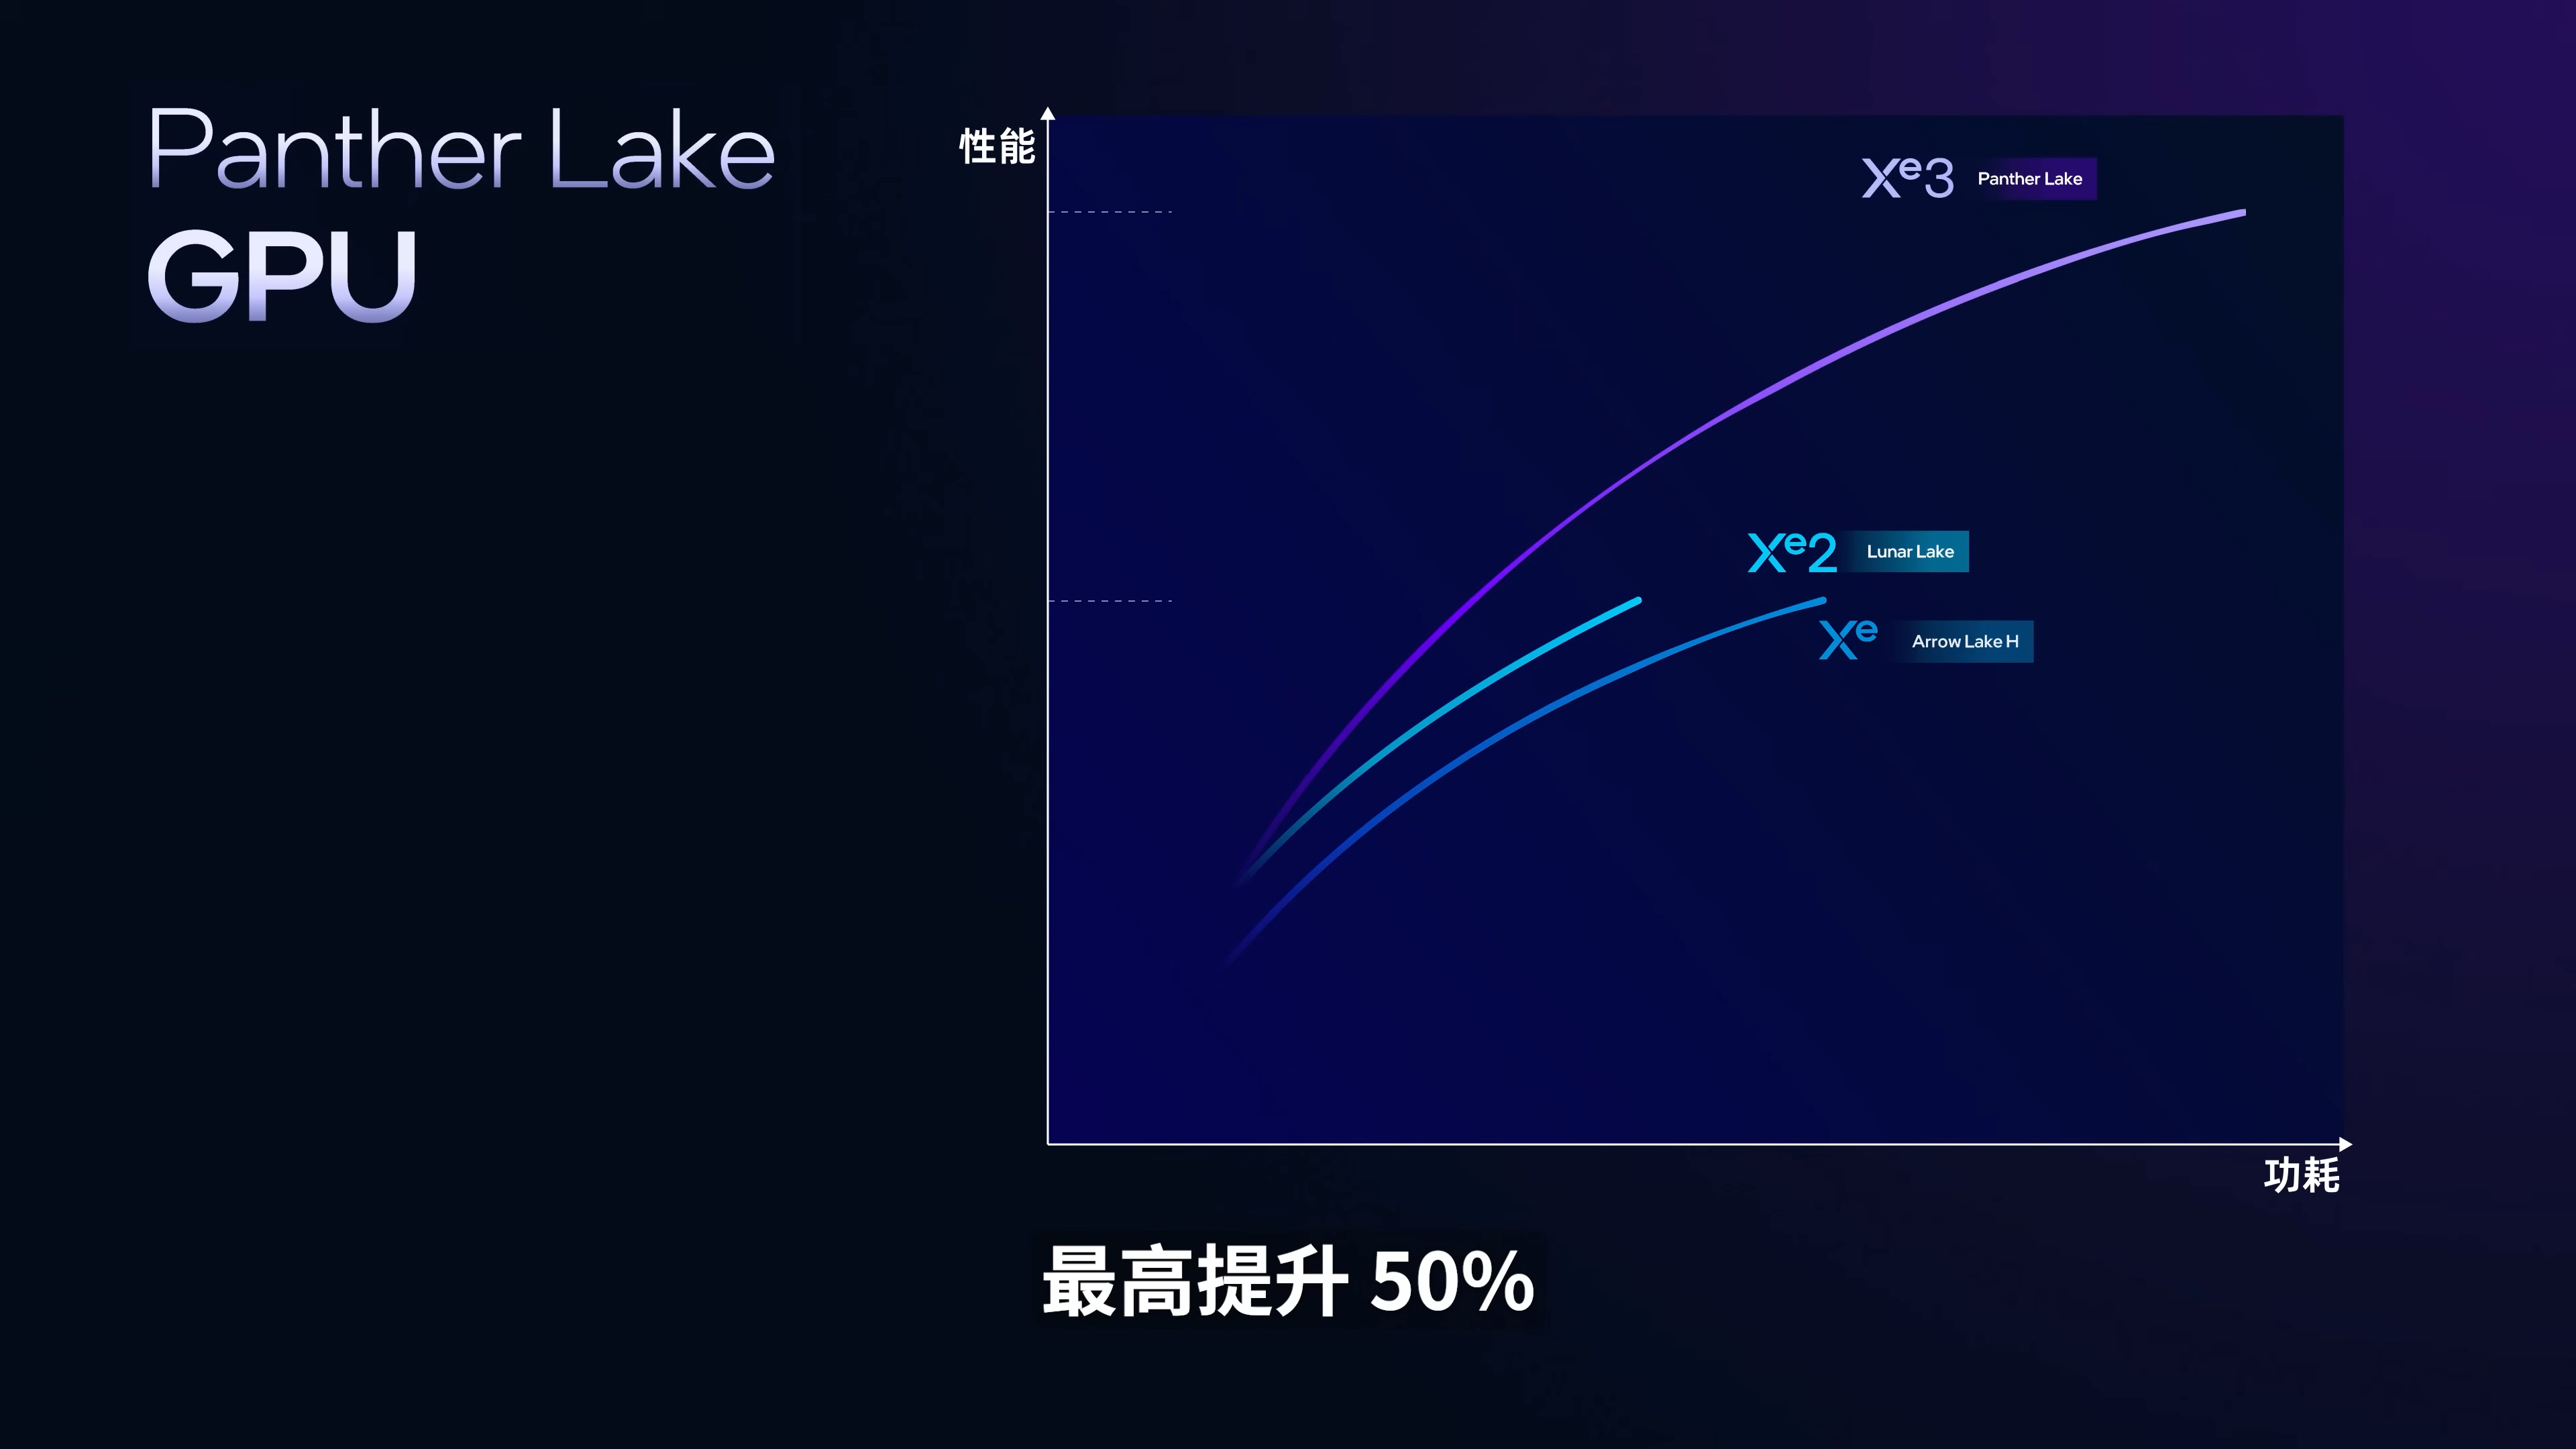 Panther Lake
GPU
性能
Xe3 Panther Lake
Xe2 Lunar Lake
Xe Arrow Lake H
功耗
最高提升 50%